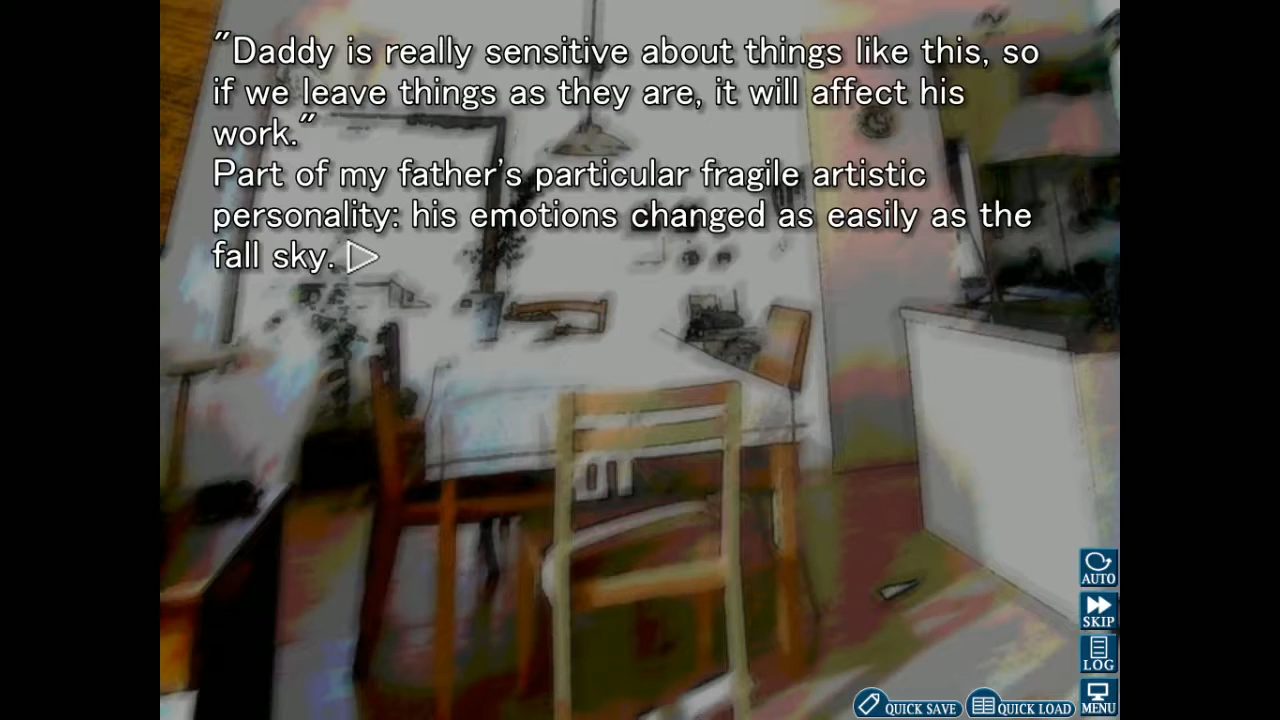 "Daddy is really sensitive about things like this, so
if we leave things as they are, it will affect his
work."
Part of my father's particular fragile artistic
personality: his emotions changed as easily as the
fall sky.
AUTO
SKIP
LOG
MENU
QUICK SAVE
QUICK LOAD